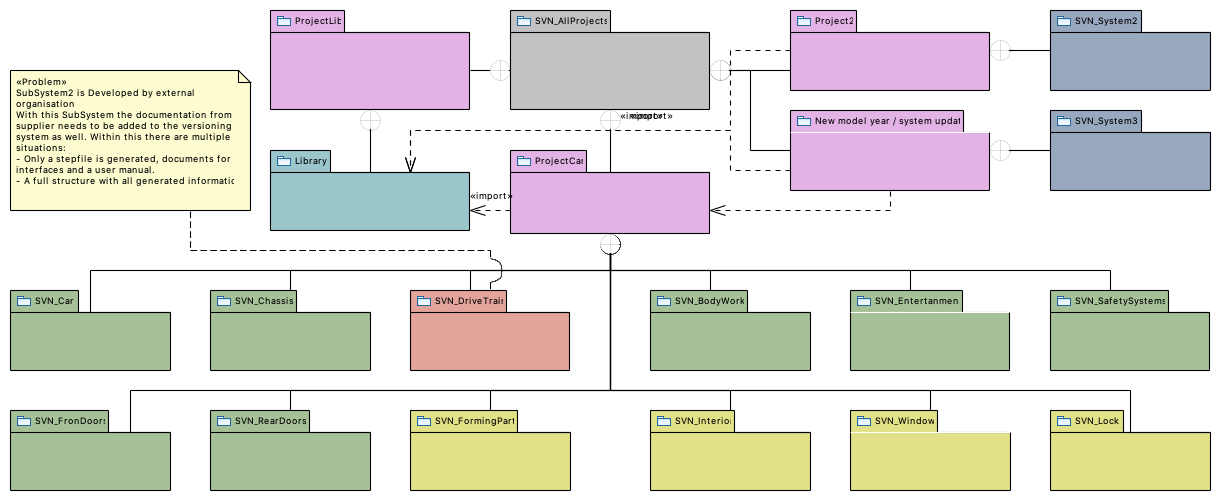 ProjectLib
SVN_AllProjects
Project2
SVN_System2
«Problem»
SubSystem2 is Developed by external
organisation
With this SubSystem the documentation from
supplier needs to be added to the versioning
system as well. Within this there are multiple
situations:
- Only a stepfile is generated, documents for
interfaces and a user manual.
- A full structure with all generated informatic
«import»
New model year / system updat
SVN_System3
Library
ProjectCar
«import»
SVN_Car
SVN_Chassis
SVN_DriveTrain
SVN_BodyWork
SVN_Entertanmen
SVN_SafetySystems
SVN_FronDoors
SVN_RearDoors
SVN_FormingPart
SVN_Interior
SVN_Window
SVN_Lock